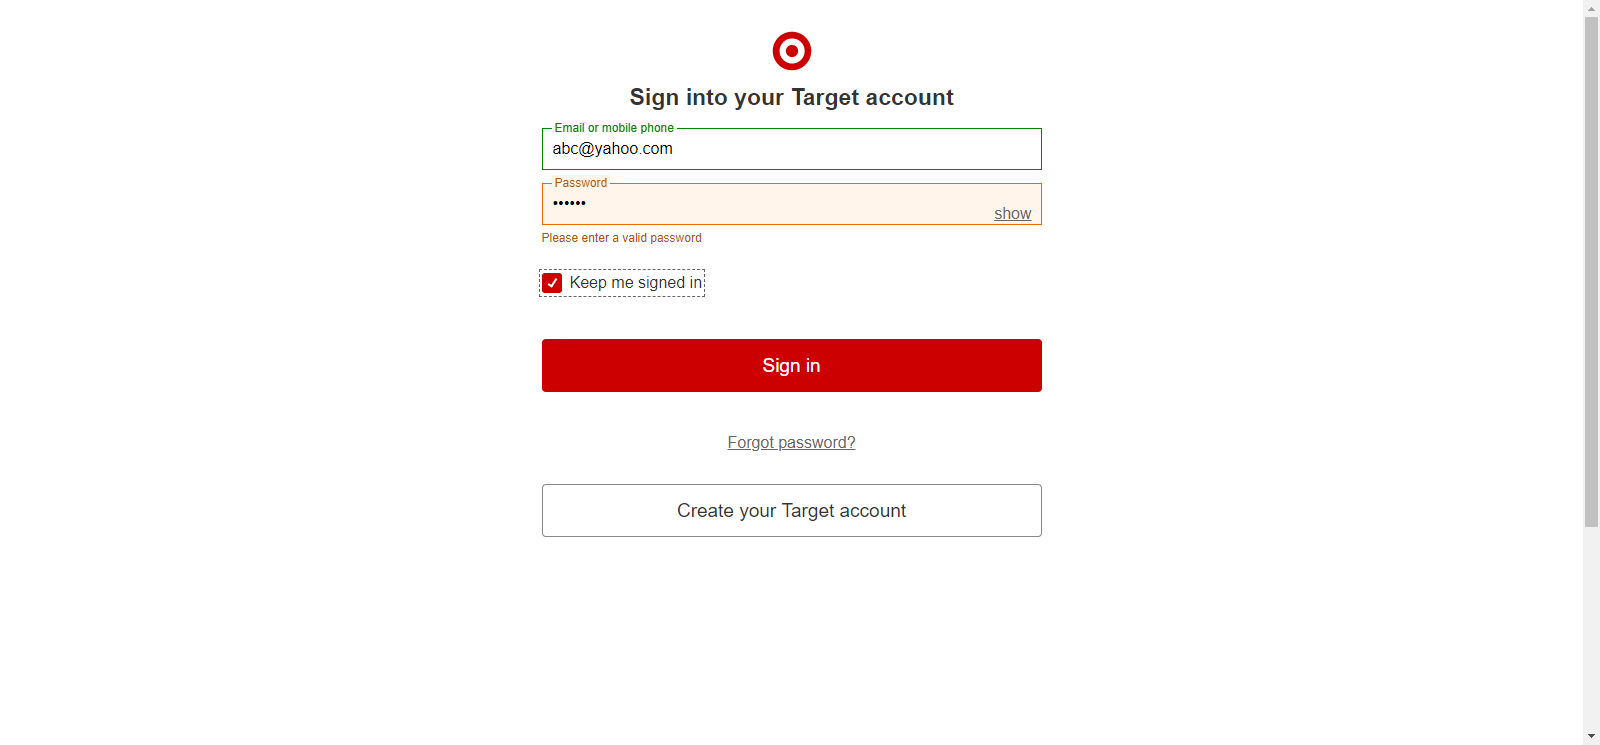 Sign into your Target account
Email or mobile phone
abc@yahoo.com
Password
••••••
show
Please enter a valid password
Keep me signed in
Sign in
Forgot password?
Create your Target account